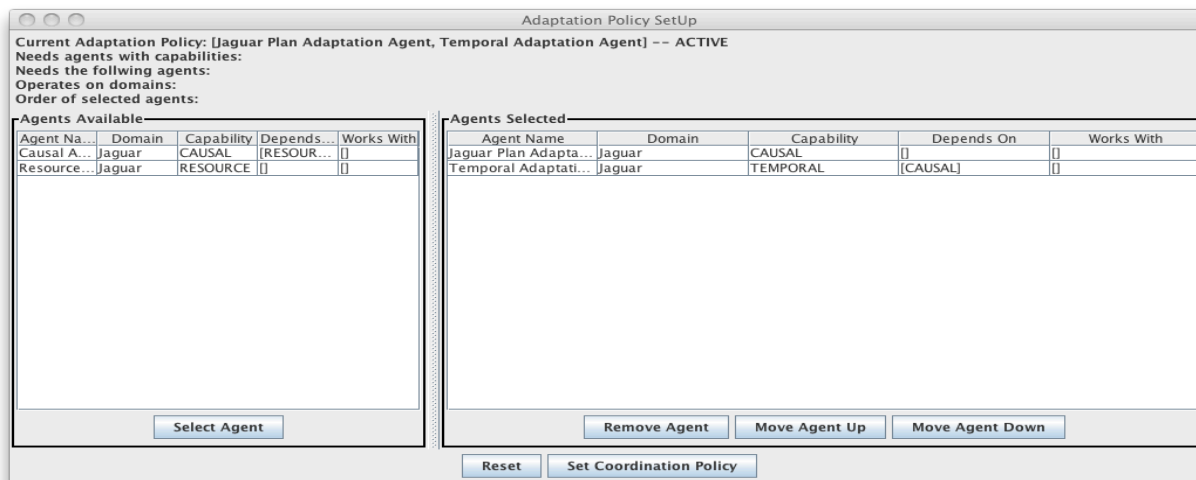 Adaptation Policy SetUp
Current Adaptation Policy: [Jaguar Plan Adaptation Agent, Temporal Adaptation Agent] -- ACTIVE
Needs agents with capabilities:
Needs the follwing agents:
Operates on domains:
Order of selected agents:
Agents Available
Agent Na... Domain Capability Depends... Works With
Causal A... Jaguar CAUSAL [RESOUR... []
Resource... Jaguar RESOURCE [] []
Select Agent
Agents Selected
Agent Name Domain Capability Depends On Works With
Jaguar Plan Adapta... Jaguar CAUSAL [] []
Temporal Adaptati... Jaguar TEMPORAL [CAUSAL] []
Remove Agent Move Agent Up Move Agent Down
Reset Set Coordination Policy